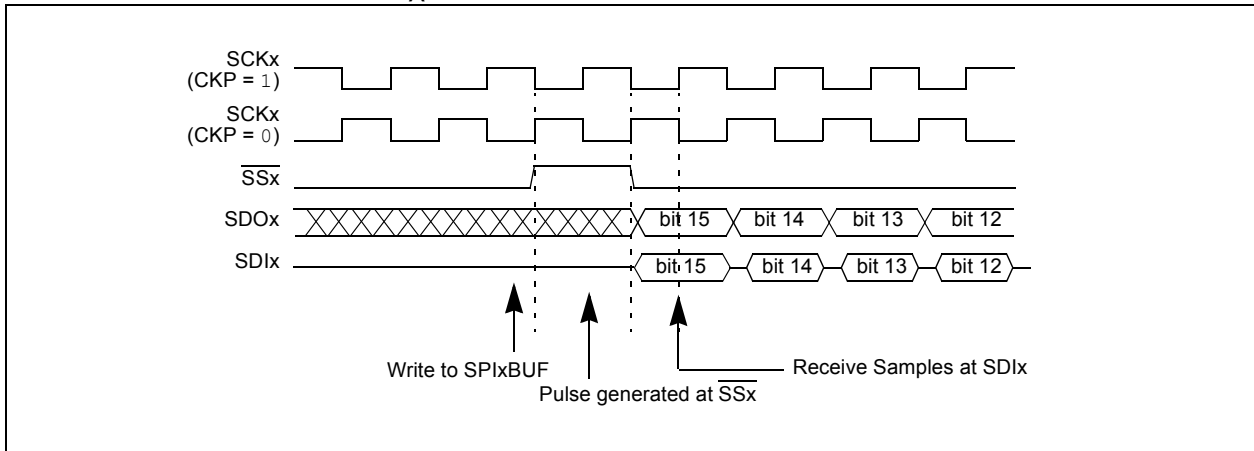 SCKx
(CKP = 1)
SCKx
(CKP = 0)
SSx
SDOx
bit 15
bit 14
bit 13
bit 12
SDIx
bit 15
bit 14
bit 13
bit 12
Write to SPIxBUF
Pulse generated at SSx
Receive Samples at SDIx